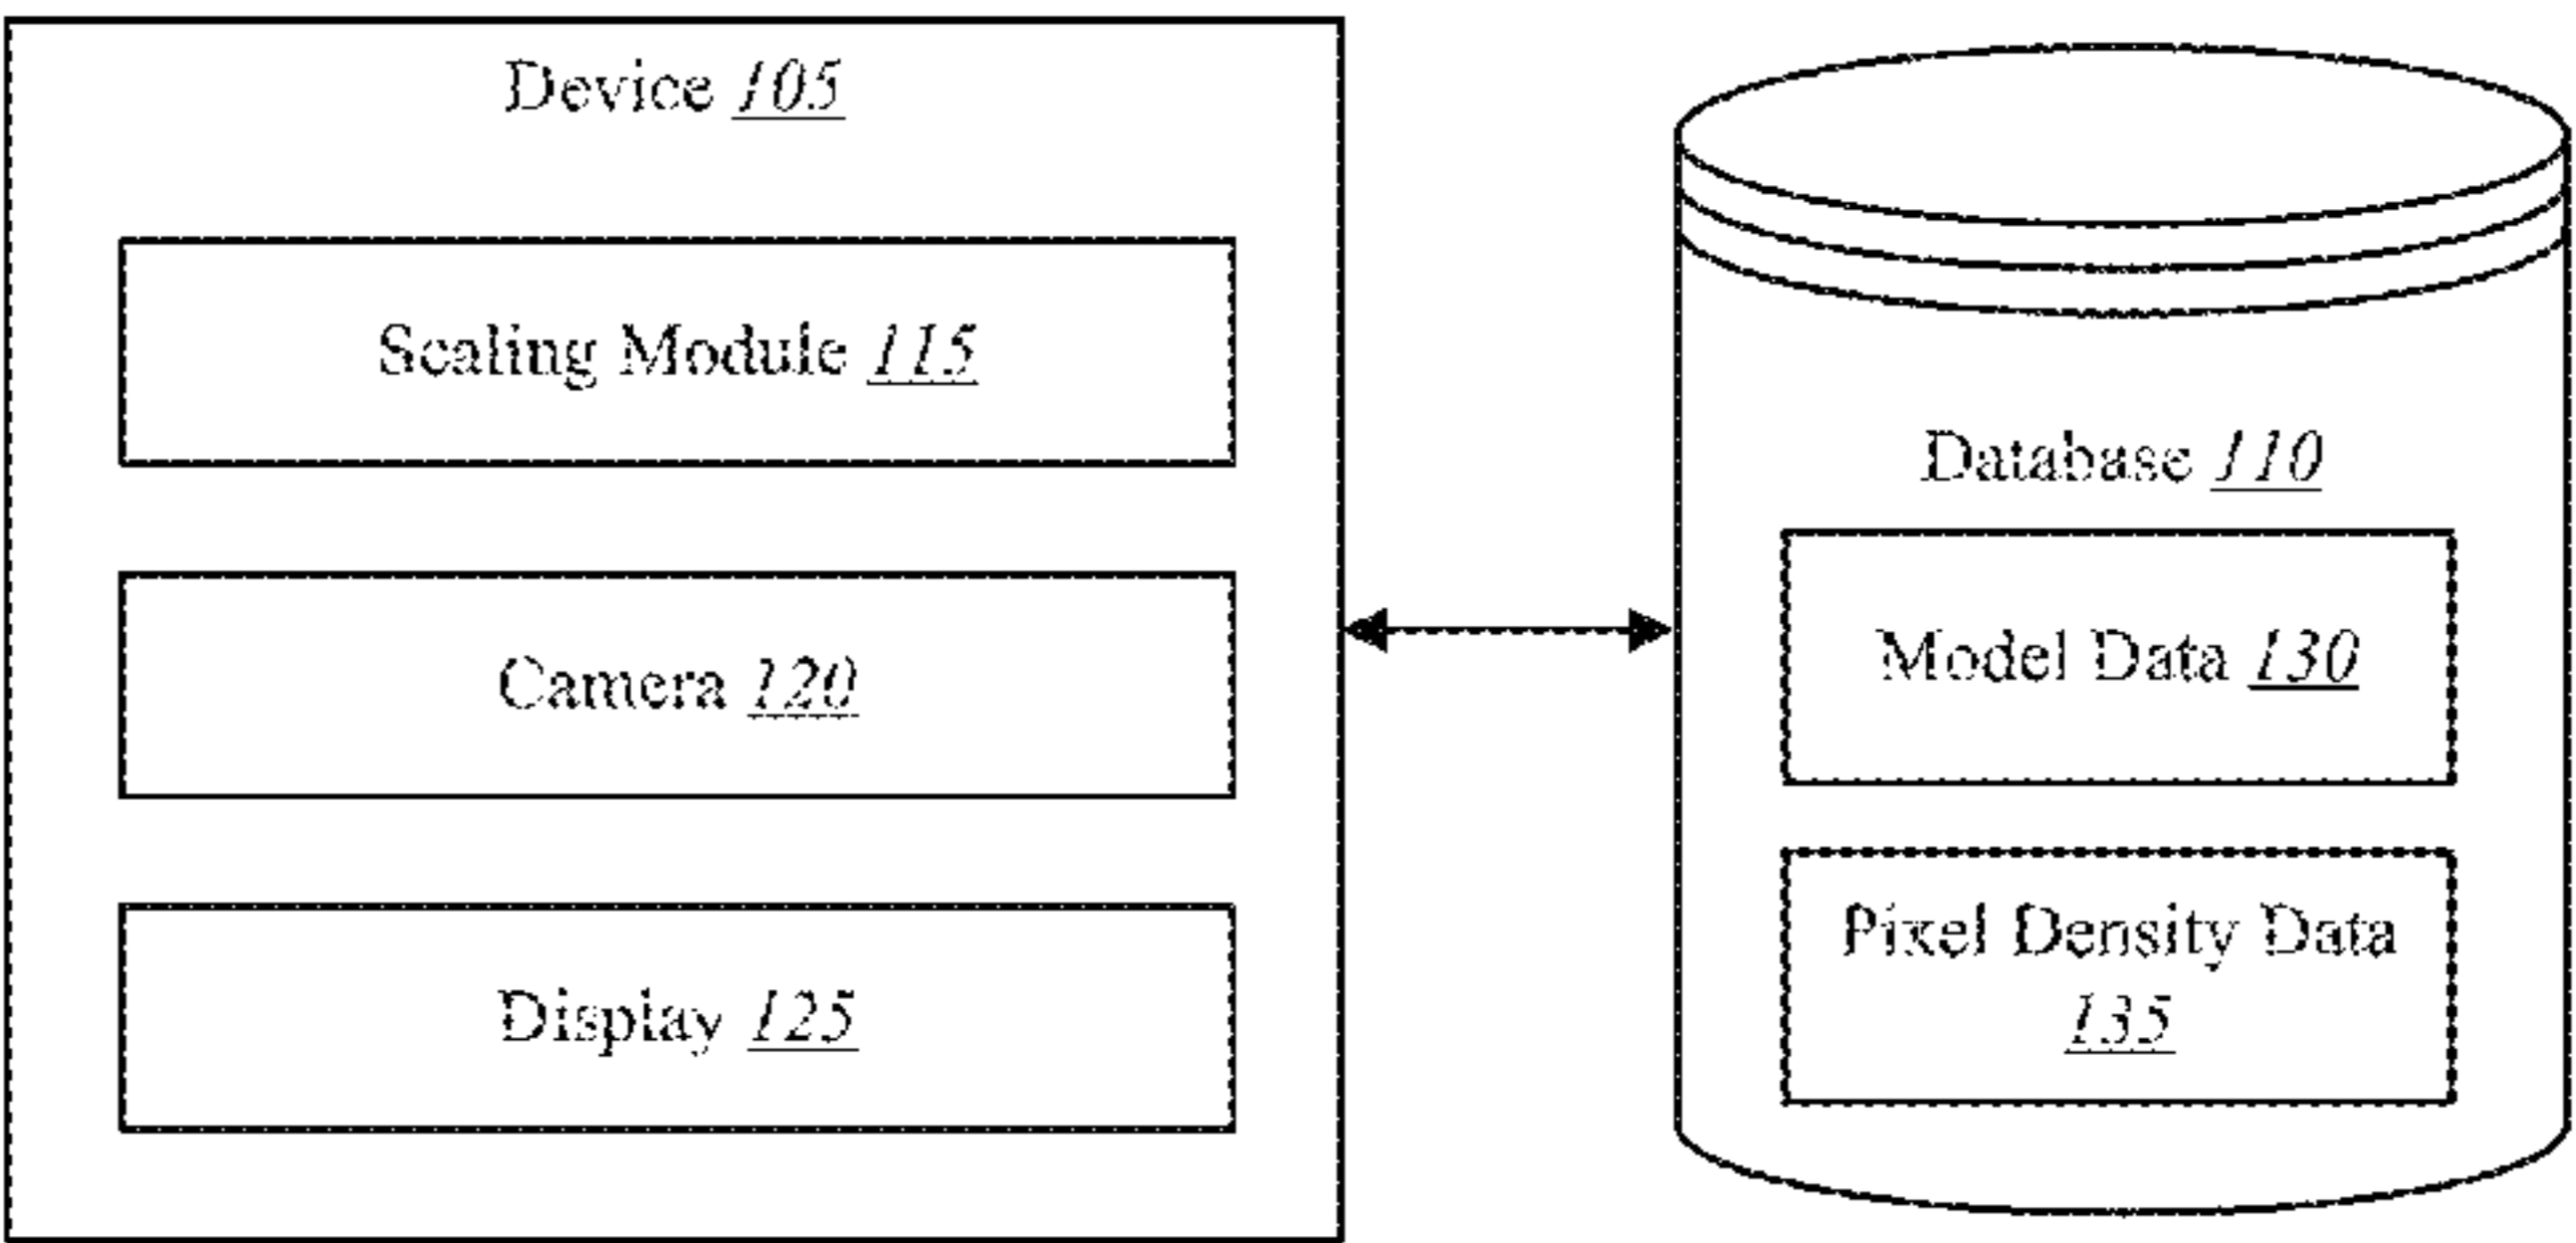 Device 105
Scaling Module 115
Camera 120
Display 125
Database 110
Model Data 130
Pixel Density Data
135